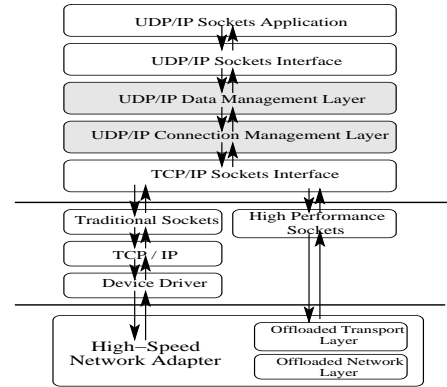 UDP/IP Sockets Application
UDP/IP Sockets Interface
UDP/IP Data Management Layer
UDP/IP Connection Management Layer
TCP/IP Sockets Interface
Traditional Sockets
High Performance
Sockets
TCP / IP
Device Driver
High−Speed
Network Adapter
Offloaded Transport
Layer
Offloaded Network
Layer